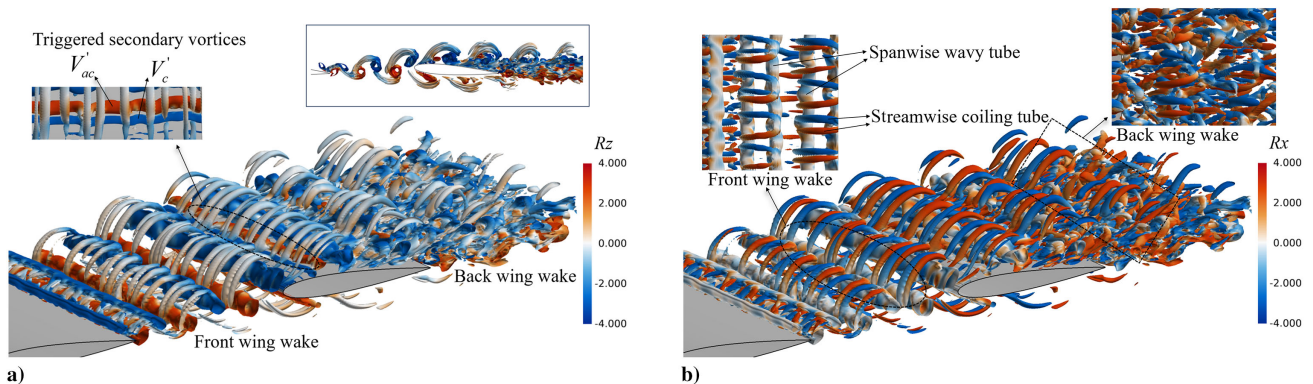 Triggered secondary vortices
V'ac
V'c
Rz
4.000
2.000
0.000
-2.000
-4.000
Back wing wake
Front wing wake
a)
Spanwise wavy tube
Streamwise coiling tube
Front wing wake
Back wing wake
Rx
4.000
2.000
0.000
-2.000
-4.000
b)